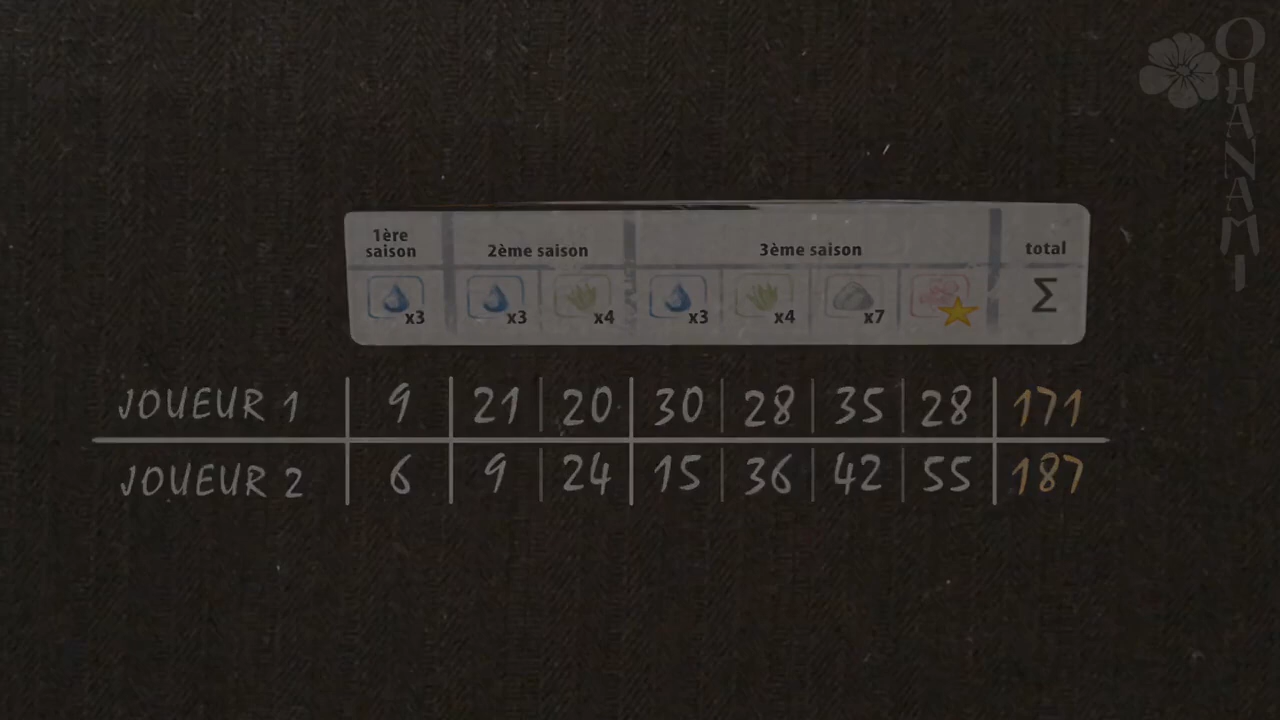 OHANAMI
1ère saison 2ème saison 3ème saison total
x3 x3 x4 x3 x4 x7 Σ
JOUEUR 1 9 21 20 30 28 35 28 171
JOUEUR 2 6 9 24 15 36 42 55 187